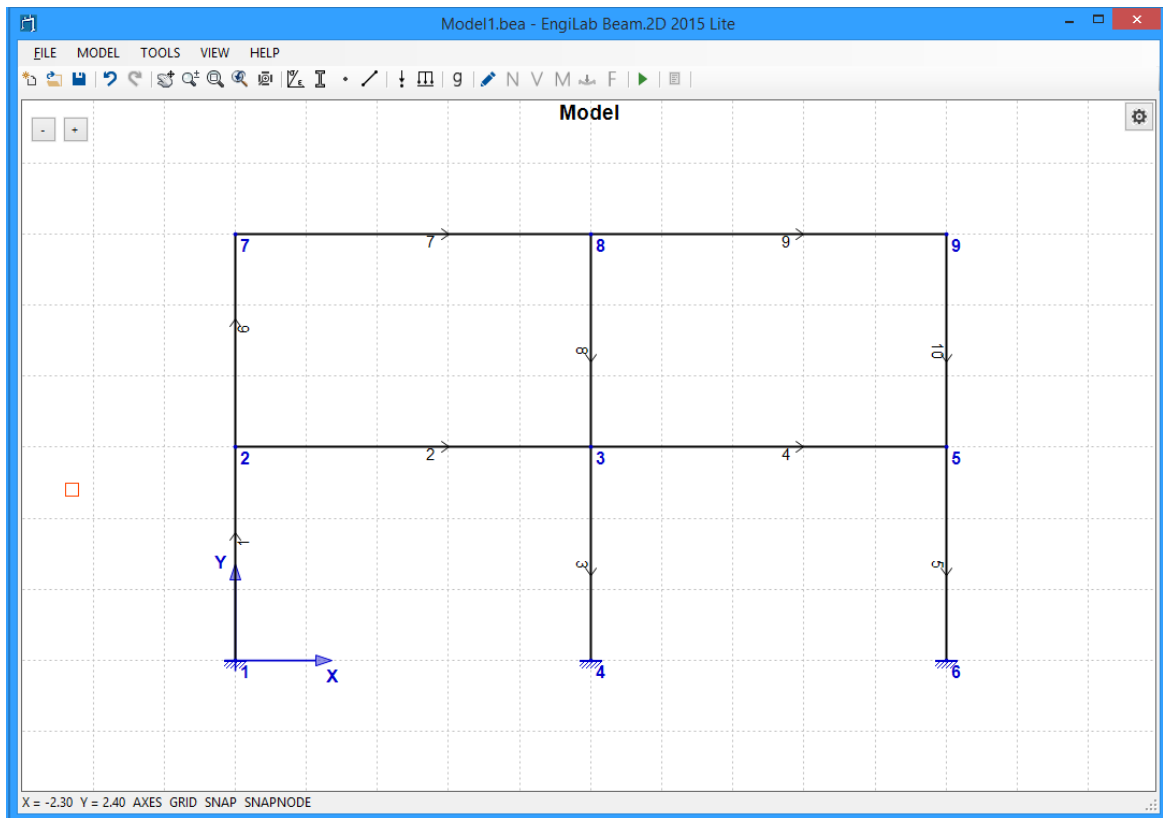 Model1.bea - EngiLab Beam.2D 2015 Lite
FILE MODEL TOOLS VIEW HELP
g N V M F
Model
- +
7 7 8 9 9
6 8 10
2 2 3 4 5
1 3 5
Y
1 X 4 6
X = -2.30 Y = 2.40 AXES GRID SNAP SNAPNODE